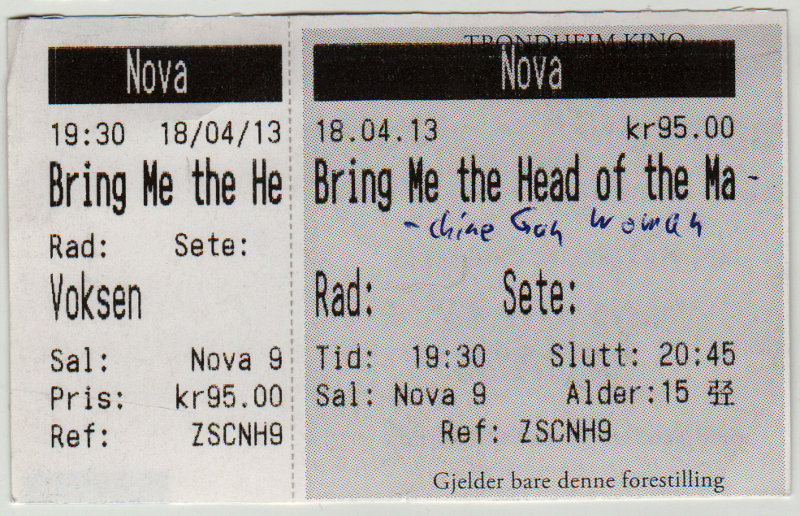 Nova
19:30 18/04/13
Bring Me the He
Rad: Sete:
Voksen
Sal: Nova 9
Pris: kr95.00
Ref: ZSCNH9
TRONDHEIM KINO
Nova
18.04.13 kr95.00
Bring Me the Head of the Ma -
- chine Gun Woman
Rad: Sete:
Tid: 19:30 Slutt: 20:45
Sal: Nova 9 Alder:15
Ref: ZSCNH9
Gjelder bare denne forestilling